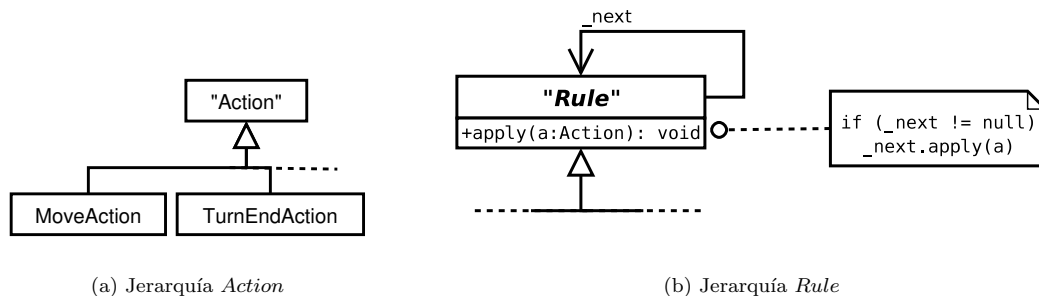 "Action"
MoveAction
TurnEndAction
(a) Jerarquía Action
_next
"Rule"
+apply(a:Action): void
if (_next != null)
_next.apply(a)
(b) Jerarquía Rule